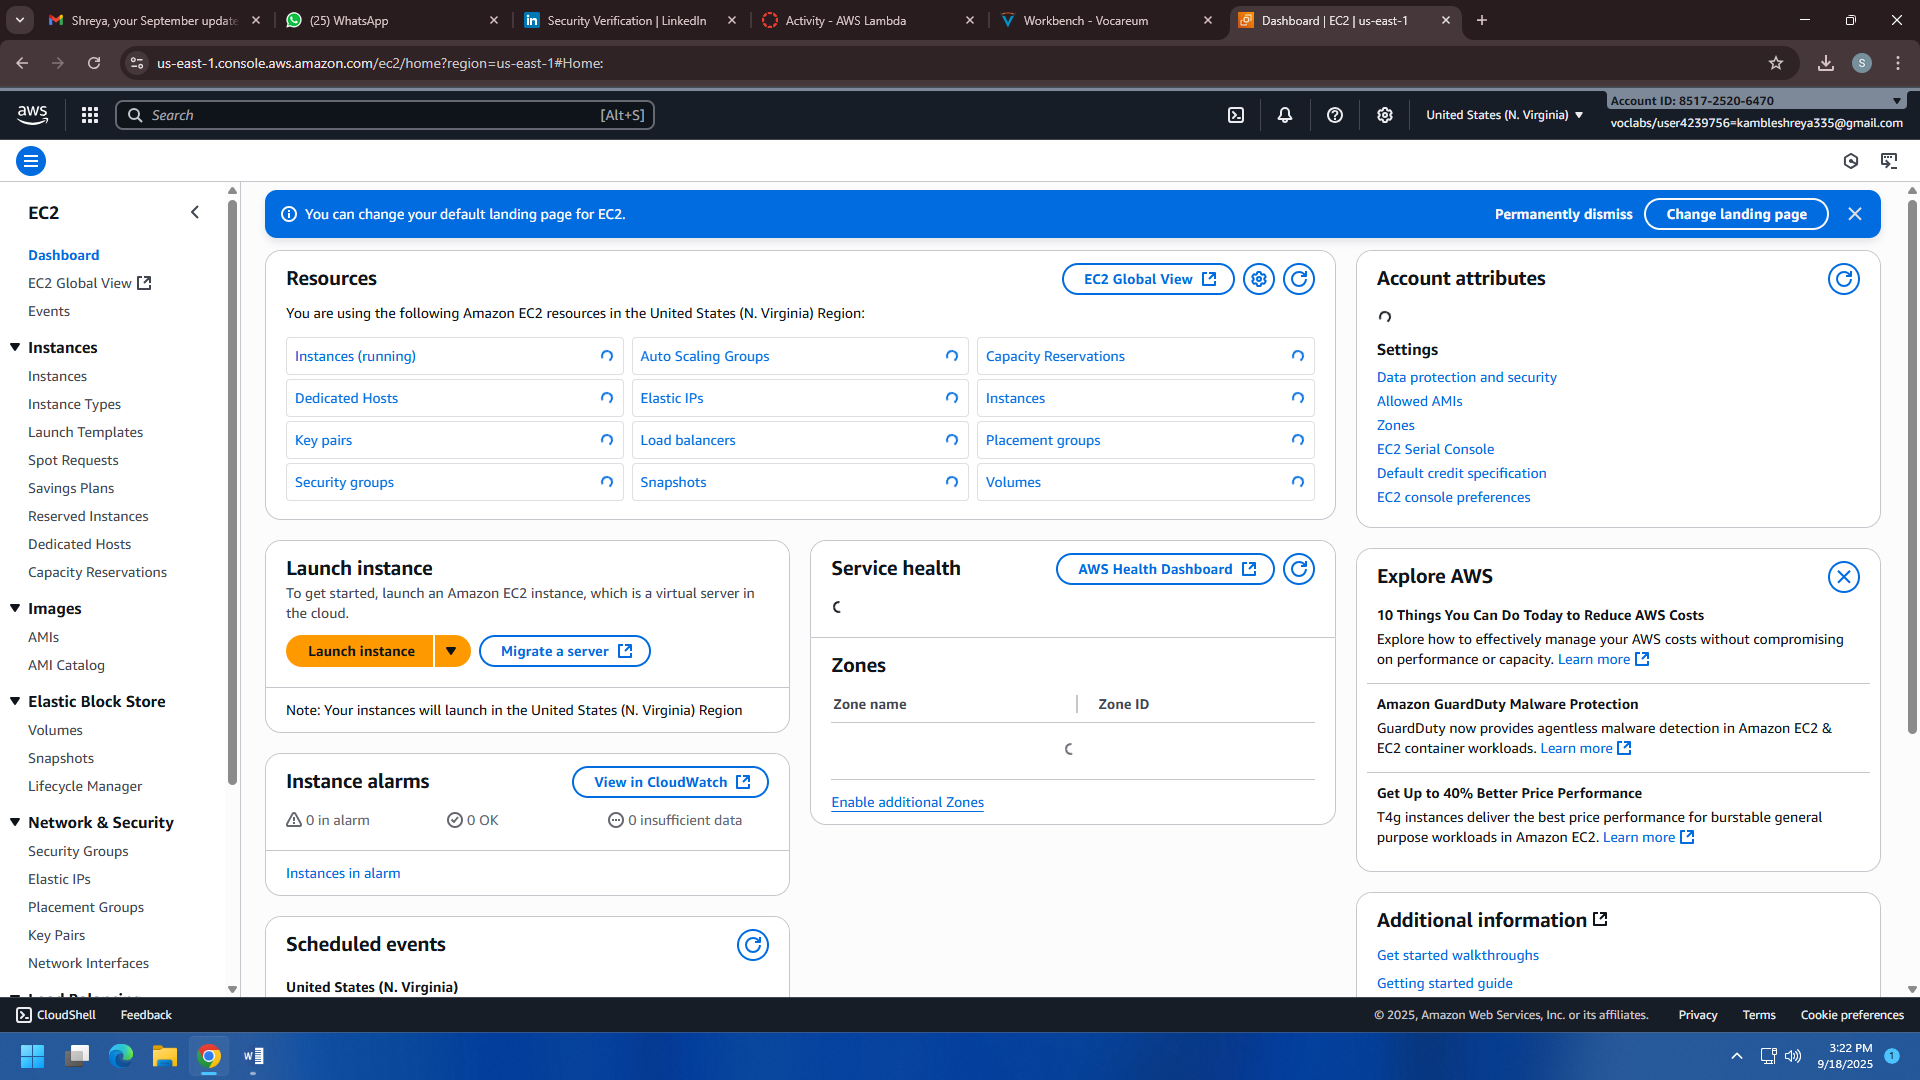 Shreya, your September update
(25) WhatsApp
Security Verification | LinkedIn
Activity - AWS Lambda
Workbench - Vocareum
Dashboard | EC2 | us-east-1
us-east-1.console.aws.amazon.com/ec2/home?region=us-east-1#Home:
S
aws
Search
[Alt+S]
United States (N. Virginia)
Account ID: 8517-2520-6470
voclabs/user4239756=kambleshreya335@gmail.com
EC2
Dashboard
EC2 Global View
Events
Instances
Instances
Instance Types
Launch Templates
Spot Requests
Savings Plans
Reserved Instances
Dedicated Hosts
Capacity Reservations
Images
AMIs
AMI Catalog
Elastic Block Store
Volumes
Snapshots
Lifecycle Manager
Network & Security
Security Groups
Elastic IPs
Placement Groups
Key Pairs
Network Interfaces
You can change your default landing page for EC2.
Permanently dismiss
Change landing page
Resources
EC2 Global View
You are using the following Amazon EC2 resources in the United States (N. Virginia) Region:
Instances (running)
Auto Scaling Groups
Capacity Reservations
Dedicated Hosts
Elastic IPs
Instances
Key pairs
Load balancers
Placement groups
Security groups
Snapshots
Volumes
Launch instance
To get started, launch an Amazon EC2 instance, which is a virtual server in
the cloud.
Launch instance
Migrate a server
Note: Your instances will launch in the United States (N. Virginia) Region
Instance alarms
View in CloudWatch
0 in alarm
0 OK
0 insufficient data
Instances in alarm
Scheduled events
United States (N. Virginia)
Service health
AWS Health Dashboard
Zones
Zone name
Zone ID
Enable additional Zones
Account attributes
Settings
Data protection and security
Allowed AMIs
Zones
EC2 Serial Console
Default credit specification
EC2 console preferences
Explore AWS
10 Things You Can Do Today to Reduce AWS Costs
Explore how to effectively manage your AWS costs without compromising
on performance or capacity. Learn more
Amazon GuardDuty Malware Protection
GuardDuty now provides agentless malware detection in Amazon EC2 &
EC2 container workloads. Learn more
Get Up to 40% Better Price Performance
T4g instances deliver the best price performance for burstable general
purpose workloads in Amazon EC2. Learn more
Additional information
Get started walkthroughs
Getting started guide
CloudShell
Feedback
© 2025, Amazon Web Services, Inc. or its affiliates.
Privacy
Terms
Cookie preferences
3:22 PM
9/18/2025
1